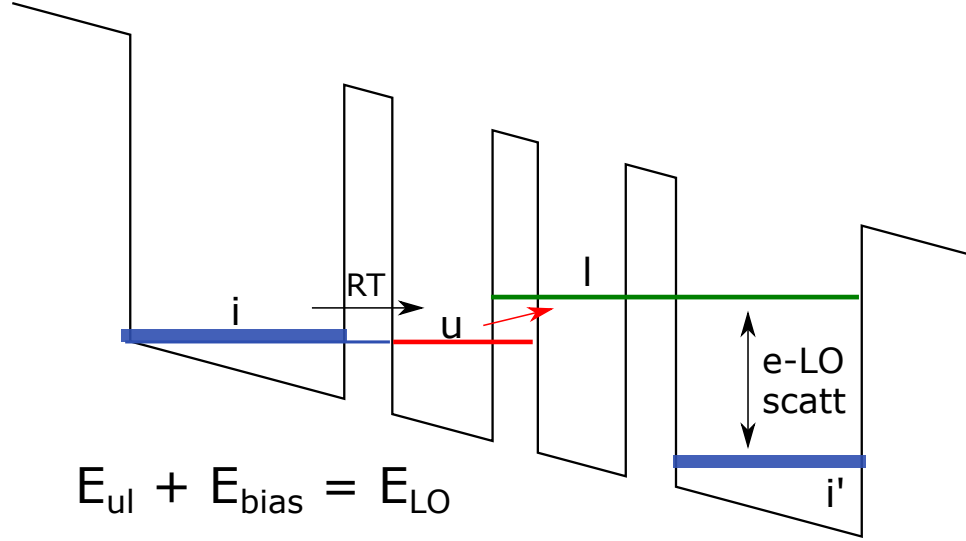 RT
l
i
u
e-LO
scatt
i'
E_ul + E_bias = E_LO